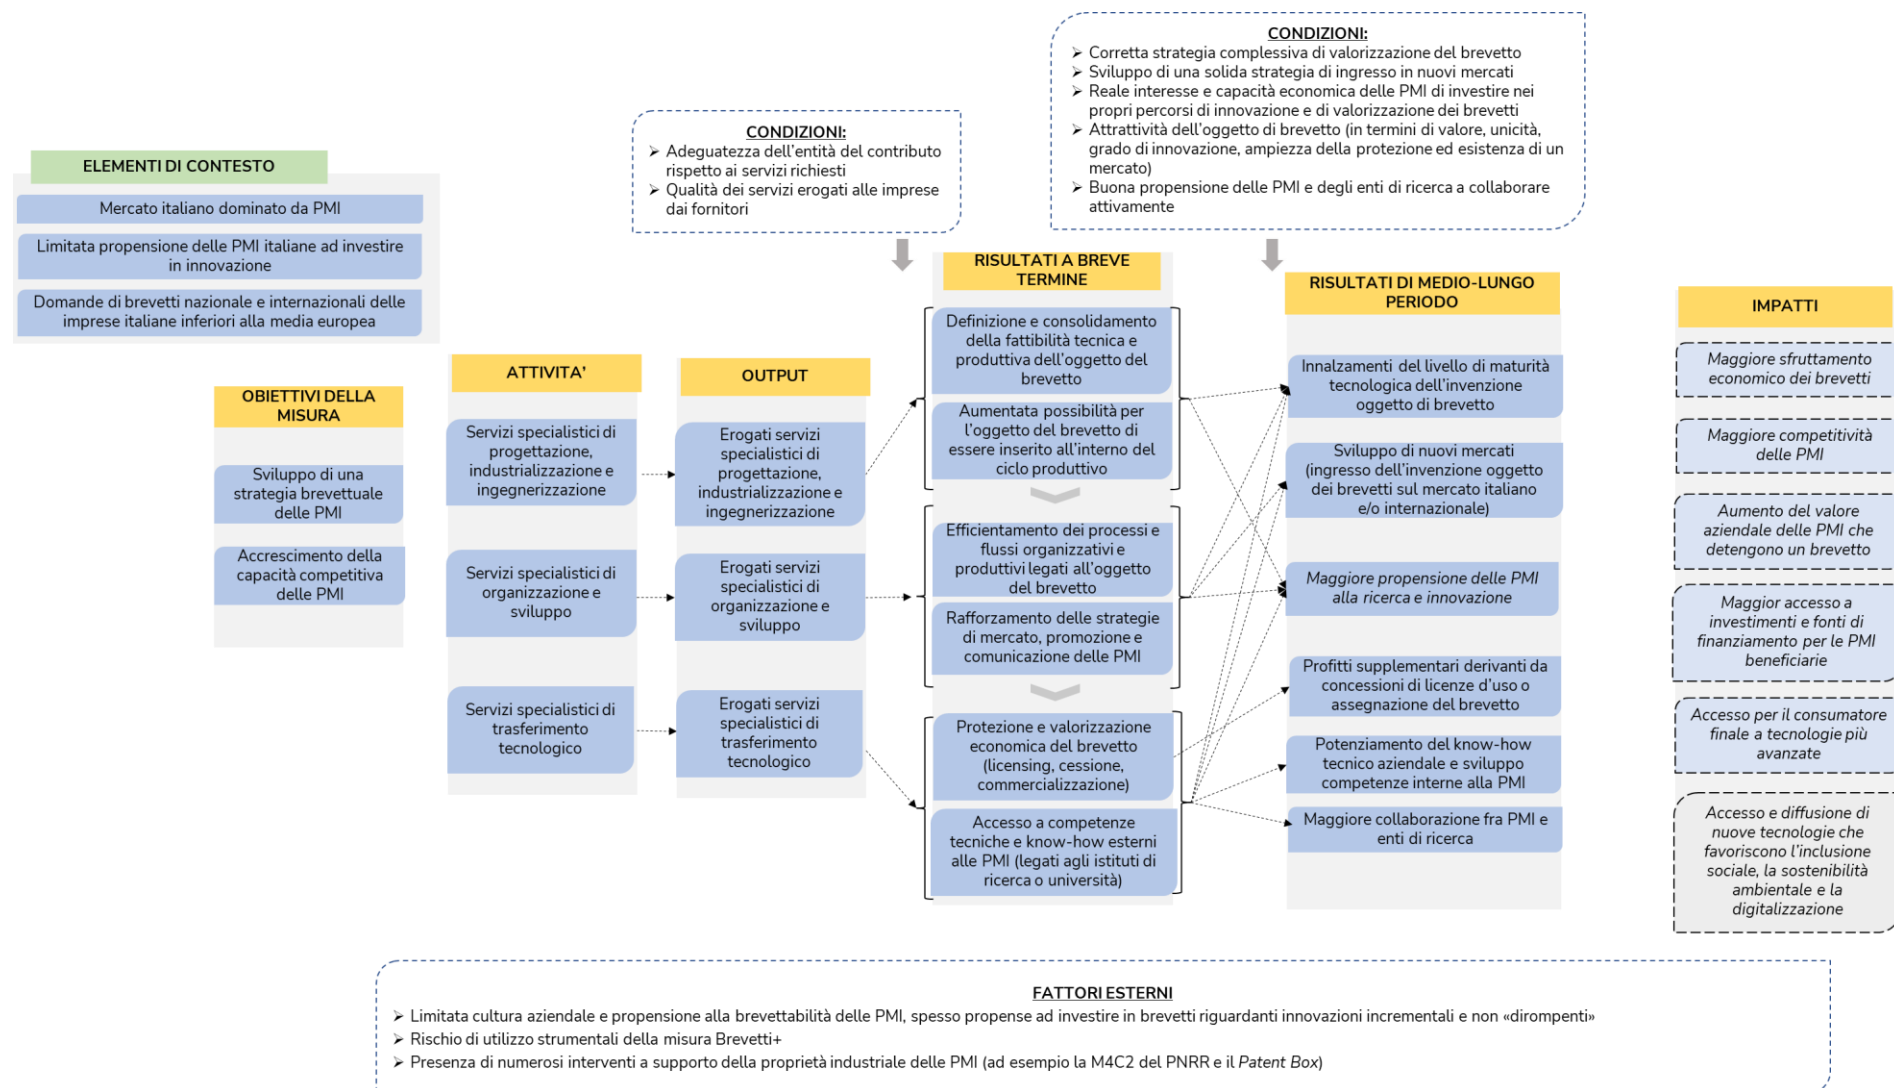 CONDIZIONI:
➢ Corretta strategia complessiva di valorizzazione del brevetto
➢ Sviluppo di una solida strategia di ingresso in nuovi mercati
➢ Reale interesse e capacità economica delle PMI di investire nei
propri percorsi di innovazione e di valorizzazione dei brevetti
➢ Attrattività dell'oggetto di brevetto (in termini di valore, unicità,
grado di innovazione, ampiezza della protezione ed esistenza di un
mercato)
➢ Buona propensione delle PMI e degli enti di ricerca a collaborare
attivamente
CONDIZIONI:
➢ Adeguatezza dell'entità del contributo
rispetto ai servizi richiesti
➢ Qualità dei servizi erogati alle imprese
dai fornitori
ELEMENTI DI CONTESTO
Mercato italiano dominato da PMI
Limitata propensione delle PMI italiane ad investire
in innovazione
Domande di brevetti nazionale e internazionali delle
imprese italiane inferiori alla media europea
OBIETTIVI DELLA
MISURA
Sviluppo di una
strategia brevettuale
delle PMI
Accrescimento della
capacità competitiva
delle PMI
ATTIVITA'
Servizi specialistici di
progettazione,
industrializzazione e
ingegnerizzazione
Servizi specialistici di
organizzazione e
sviluppo
Servizi specialistici di
trasferimento
tecnologico
OUTPUT
Erogati servizi
specialistici di
progettazione,
industrializzazione e
ingegnerizzazione
Erogati servizi
specialistici di
organizzazione e
sviluppo
Erogati servizi
specialistici di
trasferimento
tecnologico
RISULTATI A BREVE
TERMINE
Definizione e consolidamento
della fattibilità tecnica e
produttiva dell'oggetto del
brevetto
Aumentata possibilità per
l'oggetto del brevetto di
essere inserito all'interno del
ciclo produttivo
Efficientamento dei processi e
flussi organizzativi e
produttivi legati all'oggetto
del brevetto
Rafforzamento delle strategie
di mercato, promozione e
comunicazione delle PMI
Protezione e valorizzazione
economica del brevetto
(licensing, cessione,
commercializzazione)
Accesso a competenze
tecniche e know-how esterni
alle PMI (legati agli istituti di
ricerca o università)
RISULTATI DI MEDIO-LUNGO
PERIODO
Innalzamenti del livello di maturità
tecnologica dell'invenzione
oggetto di brevetto
Sviluppo di nuovi mercati
(ingresso dell'invenzione oggetto
dei brevetti sul mercato italiano
e/o internazionale)
Maggiore propensione delle PMI
alla ricerca e innovazione
Profitti supplementari derivanti da
concessioni di licenze d'uso o
assegnazione del brevetto
Potenziamento del know-how
tecnico aziendale e sviluppo
competenze interne alla PMI
Maggiore collaborazione fra PMI e
enti di ricerca
IMPATTI
Maggiore sfruttamento
economico dei brevetti
Maggiore competitività
delle PMI
Aumento del valore
aziendale delle PMI che
detengono un brevetto
Maggior accesso a
investimenti e fonti di
finanziamento per le PMI
beneficiarie
Accesso per il consumatore
finale a tecnologie più
avanzate
Accesso e diffusione di
nuove tecnologie che
favoriscono l'inclusione
sociale, la sostenibilità
ambientale e la
digitalizzazione
FATTORI ESTERNI
➢ Limitata cultura aziendale e propensione alla brevettabilità delle PMI, spesso propense ad investire in brevetti riguardanti innovazioni incrementali e non «dirompenti»
➢ Rischio di utilizzo strumentali della misura Brevetti+
➢ Presenza di numerosi interventi a supporto della proprietà industriale delle PMI (ad esempio la M4C2 del PNRR e il Patent Box)